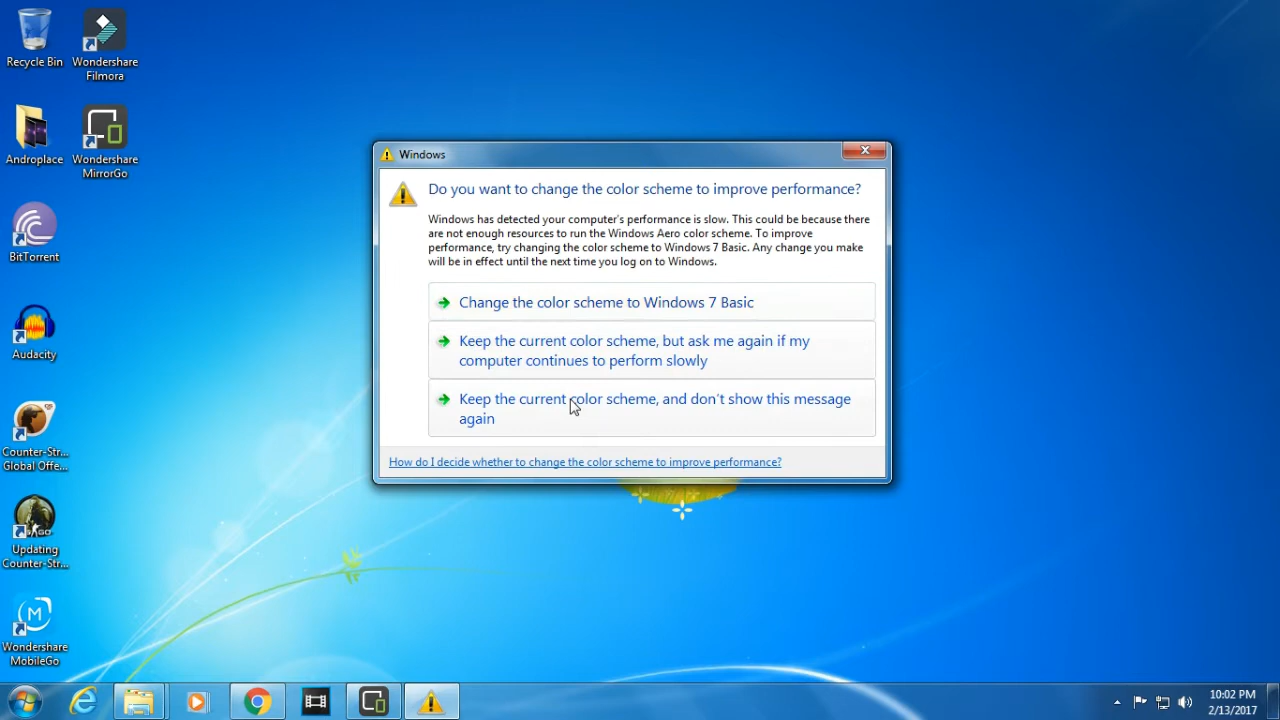 Recycle Bin
Wondershare
Filmora
Androplace
Wondershare
MirrorGo
BitTorrent
Audacity
Counter-Str...
Global Offe...
Updating
Counter-Str...
M
Wondershare
MobileGo
Windows
Do you want to change the color scheme to improve performance?
Windows has detected your computer's performance is slow. This could be because there
are not enough resources to run the Windows Aero color scheme. To improve
performance, try changing the color scheme to Windows 7 Basic. Any change you make
will be in effect until the next time you log on to Windows.
Change the color scheme to Windows 7 Basic
Keep the current color scheme, but ask me again if my
computer continues to perform slowly
Keep the current color scheme, and don't show this message
again
How do I decide whether to change the color scheme to improve performance?
10:02 PM
2/13/2017